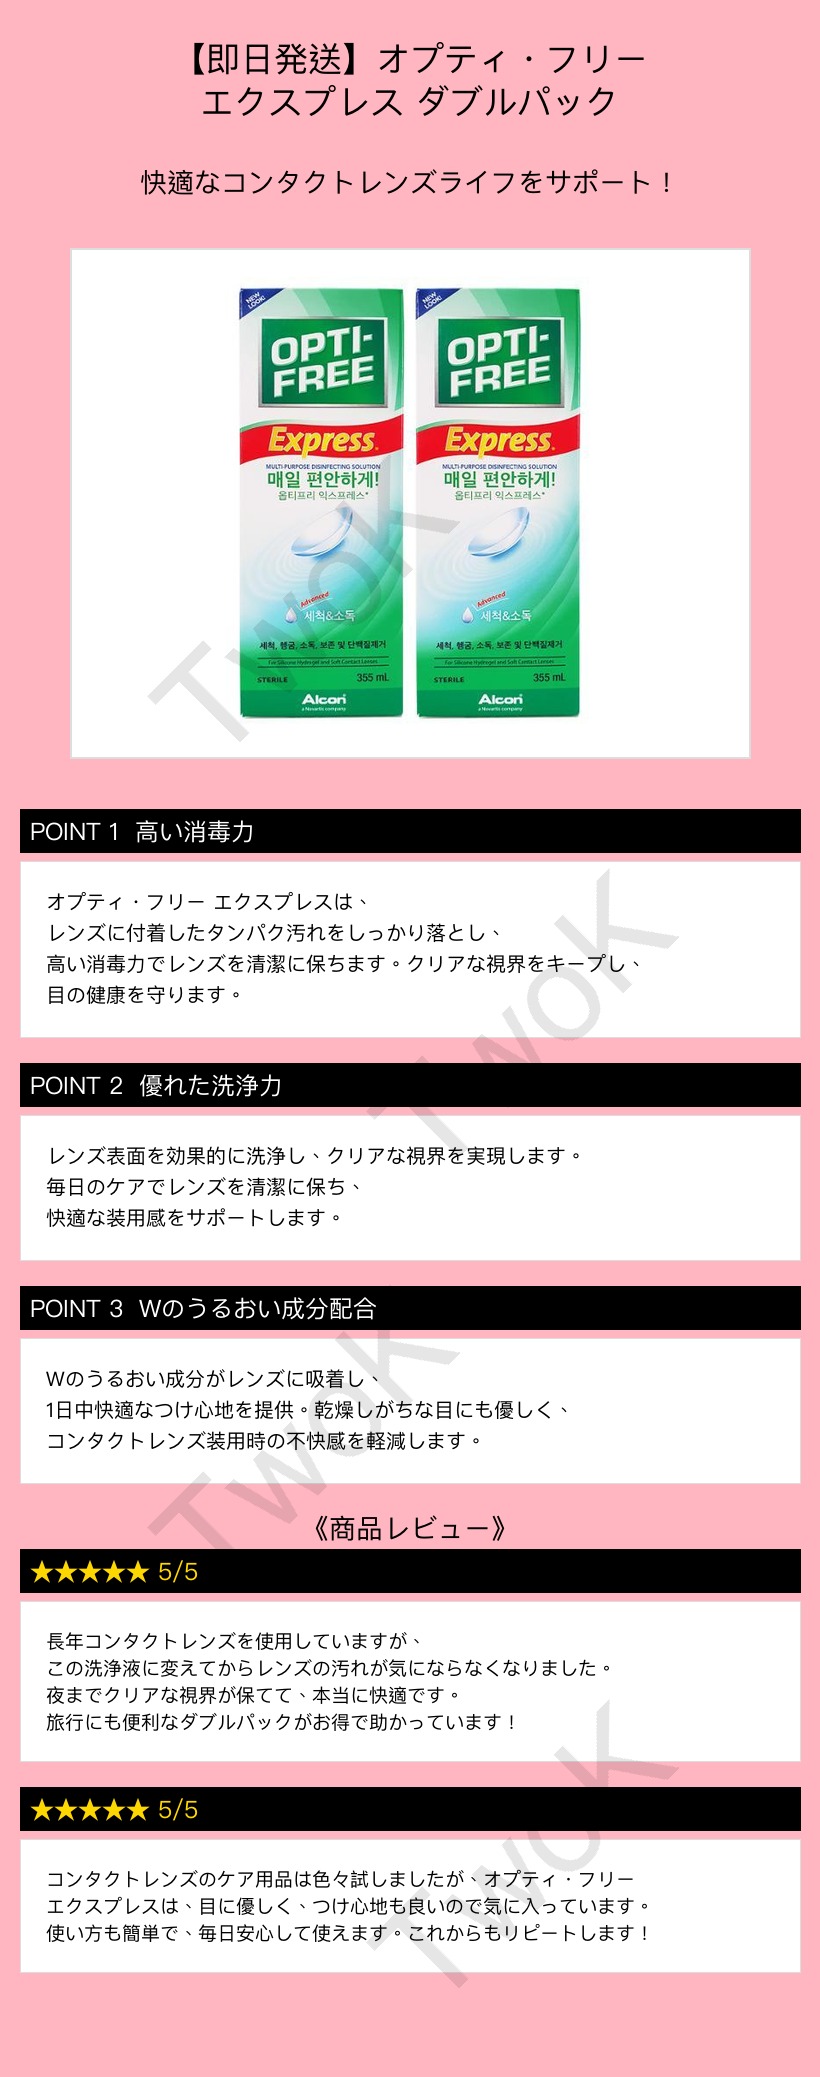 【即日発送】オプティ・フリー
エクスプレス ダブルパック
快適なコンタクトレンズライフをサポート！
NEW LOOK!
OPTI-
FREE
Express
MULTI-PURPOSE DISINFECTING SOLUTION
매일 편안하게!
옵티프리 익스프레스*
Advanced
세척&소독
세척, 헹굼, 소독, 보존 및 단백질제거
For Silicone Hydrogel and Soft Contact Lenses
STERILE 355 mL
Alcon
a Novartis company
NEW LOOK!
OPTI-
FREE
Express
MULTI-PURPOSE DISINFECTING SOLUTION
매일 편안하게!
옵티프리 익스프레스*
Advanced
세척&소독
세척, 헹굼, 소독, 보존 및 단백질제거
For Silicone Hydrogel and Soft Contact Lenses
STERILE 355 mL
Alcon
a Novartis company
TwoK
POINT 1 高い消毒力
オプティ・フリー エクスプレスは、
レンズに付着したタンパク汚れをしっかり落とし、
高い消毒力でレンズを清潔に保ちます。クリアな視界をキープし、
目の健康を守ります。
TwoK
POINT 2 優れた洗浄力
レンズ表面を効果的に洗浄し、クリアな視界を実現します。
毎日のケアでレンズを清潔に保ち、
快適な装用感をサポートします。
POINT 3 Wのうるおい成分配合
Wのうるおい成分がレンズに吸着し、
1日中快適なつけ心地を提供。乾燥しがちな目にも優しく、
コンタクトレンズ装用時の不快感を軽減します。
TwoK
《商品レビュー》
★★★★★ 5/5
長年コンタクトレンズを使用していますが、
この洗浄液に変えてからレンズの汚れが気にならなくなりました。
夜までクリアな視界が保てて、本当に快適です。
旅行にも便利なダブルパックがお得で助かっています！
★★★★★ 5/5
コンタクトレンズのケア用品は色々試しましたが、オプティ・フリー
エクスプレスは、目に優しく、つけ心地も良いので気に入っています。
使い方も簡単で、毎日安心して使えます。これからもリピートします！
TwoK